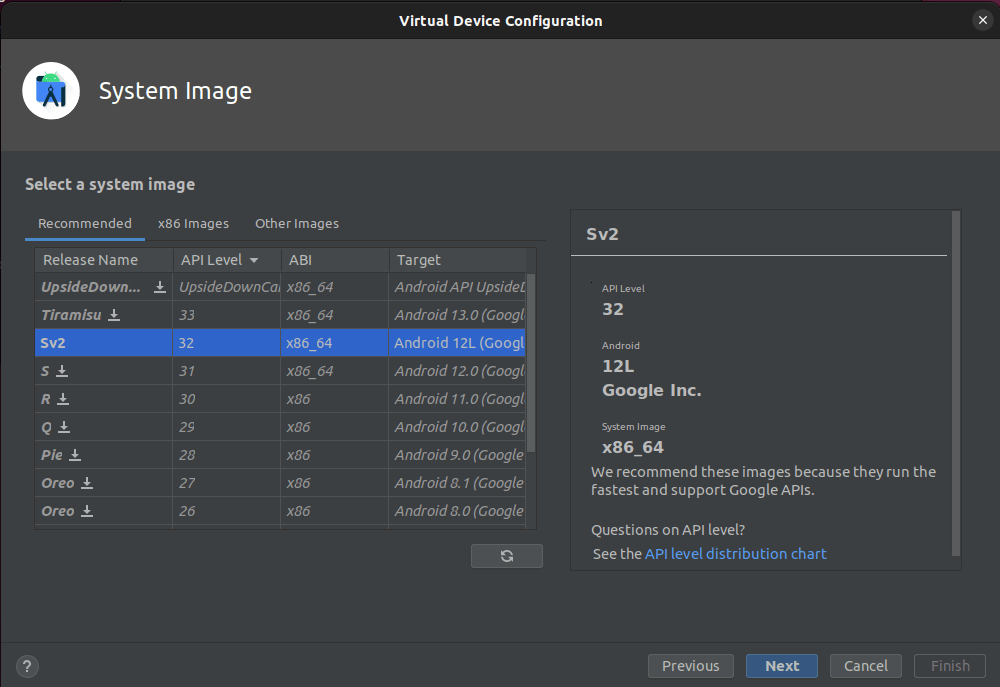 Virtual Device Configuration
System Image
Select a system image
Recommended x86 Images Other Images
Release Name API Level ABI Target
UpsideDown... UpsideDownCa x86_64 Android API Upside
Tiramisu 33 x86_64 Android 13.0 (Googl
Sv2 32 x86_64 Android 12L (Googl
S 31 x86_64 Android 12.0 (Googl
R 30 x86 Android 11.0 (Googl
Q 29 x86 Android 10.0 (Googl
Pie 28 x86 Android 9.0 (Google
Oreo 27 x86 Android 8.1 (Google
Oreo 26 x86 Android 8.0 (Google
Sv2
API Level
32
Android
12L
Google Inc.
System Image
x86_64
We recommend these images because they run the
fastest and support Google APIs.
Questions on API level?
See the API level distribution chart
? Previous Next Cancel Finish